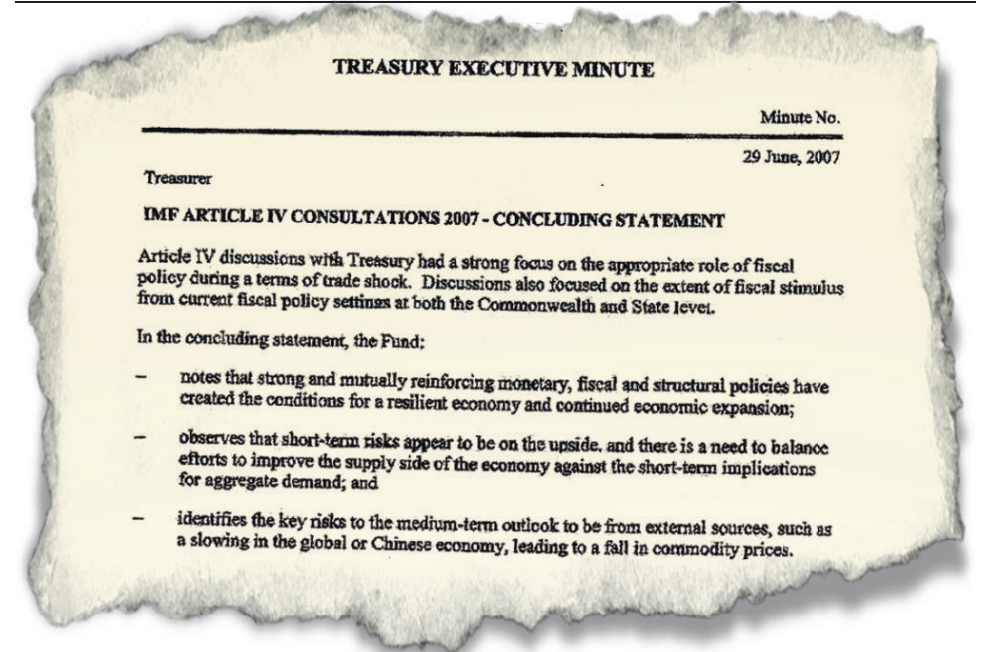 TREASURY EXECUTIVE MINUTE
Minute No.
29 June, 2007
Treasurer
IMF ARTICLE IV CONSULTATIONS 2007 - CONCLUDING STATEMENT
Article IV discussions with Treasury had a strong focus on the appropriate role of fiscal
policy during a terms of trade shock. Discussions also focused on the extent of fiscal stimulus
from current fiscal policy settings at both the Commonwealth and State level.
In the concluding statement, the Fund:
– notes that strong and mutually reinforcing monetary, fiscal and structural policies have
created the conditions for a resilient economy and continued economic expansion;
– observes that short-term risks appear to be on the upside, and there is a need to balance
efforts to improve the supply side of the economy against the short-term implications
for aggregate demand; and
– identifies the key risks to the medium-term outlook to be from external sources, such as
a slowing in the global or Chinese economy, leading to a fall in commodity prices.